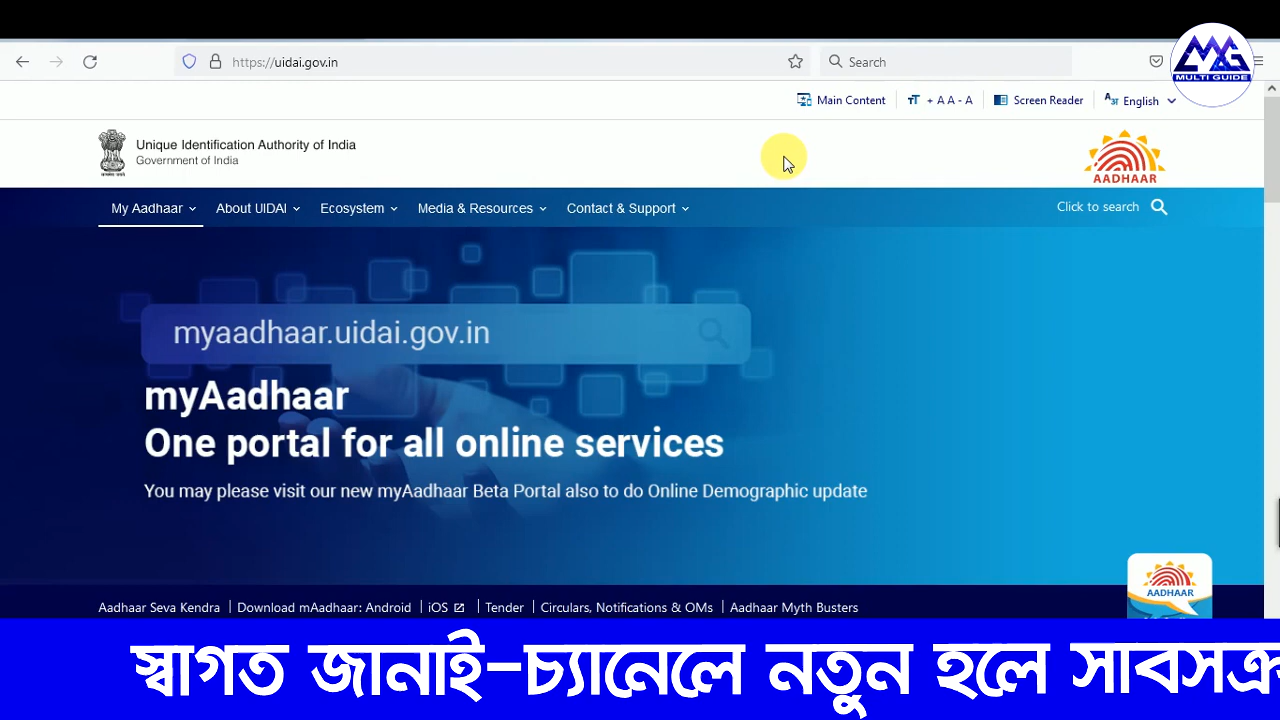 https://uidai.gov.in
Search
MULTI GUIDE
Main Content
+ A A - A
Screen Reader
English
Unique Identification Authority of India
Government of India
AADHAAR
My Aadhaar
About UIDAI
Ecosystem
Media & Resources
Contact & Support
Click to search
myaadhaar.uidai.gov.in
myAadhaar
One portal for all online services
You may please visit our new myAadhaar Beta Portal also to do Online Demographic update
AADHAAR
Aadhaar Seva Kendra
Download mAadhaar: Android
iOS
Tender
Circulars, Notifications & OMs
Aadhaar Myth Busters
স্বাগত জানাই-চ্যানেলে নতুন হলে